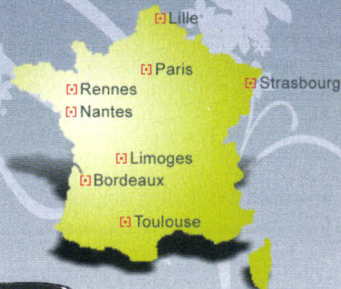 Lille
Paris
Strasbourg
Rennes
Nantes
Limoges
Bordeaux
Toulouse